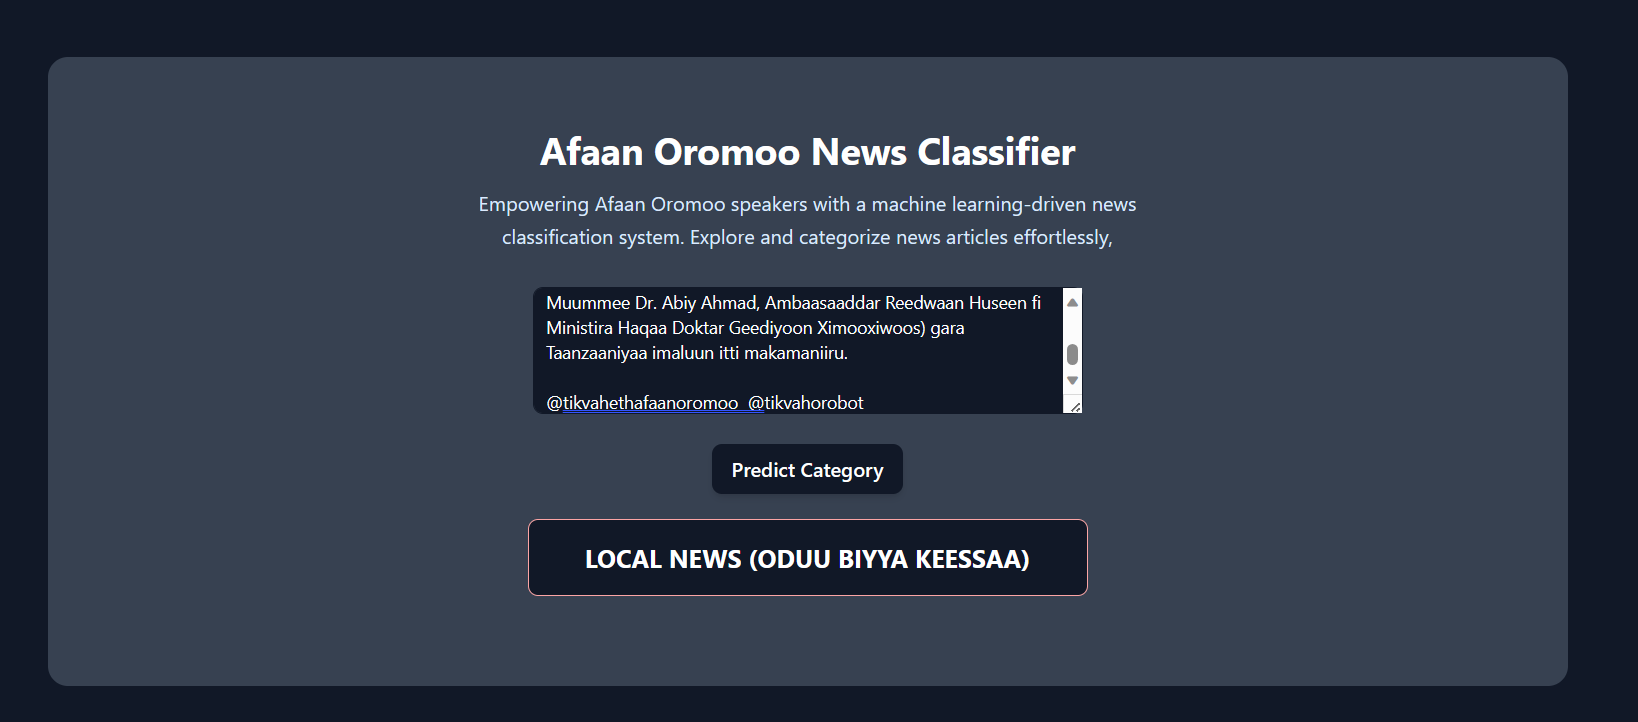 Afaan Oromoo News Classifier
Empowering Afaan Oromoo speakers with a machine learning-driven news
classification system. Explore and categorize news articles effortlessly,
Muummee Dr. Abiy Ahmad, Ambaasaaddar Reedwaan Huseen fi
Ministira Haqaa Doktar Geediyoon Ximooxiwoos) gara
Taanzaaniyaa imaluun itti makamaniiru.
@tikvahethafaanoromoo @tikvahorobot
Predict Category
LOCAL NEWS (ODUU BIYYA KEESSAA)